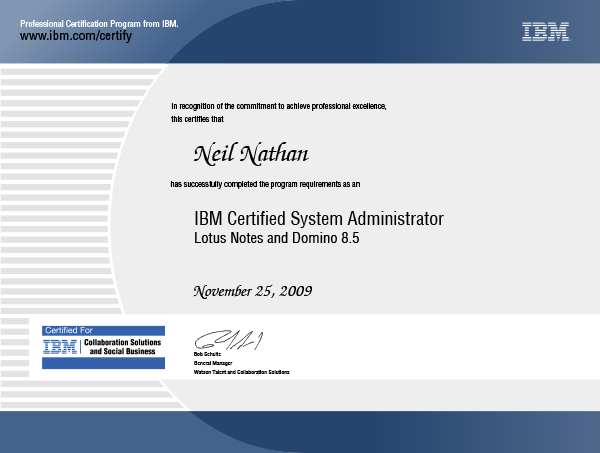 Professional Certification Program from IBM.
www.ibm.com/certify
IBM
In recognition of the commitment to achieve professional excellence,
this certifies that
Neil Nathan
has successfully completed the program requirements as an
IBM Certified System Administrator
Lotus Notes and Domino 8.5
November 25, 2009
Certified For
IBM
Collaboration Solutions
and Social Business
Bob Schultz
General Manager
Watson Talent and Collaboration Solutions